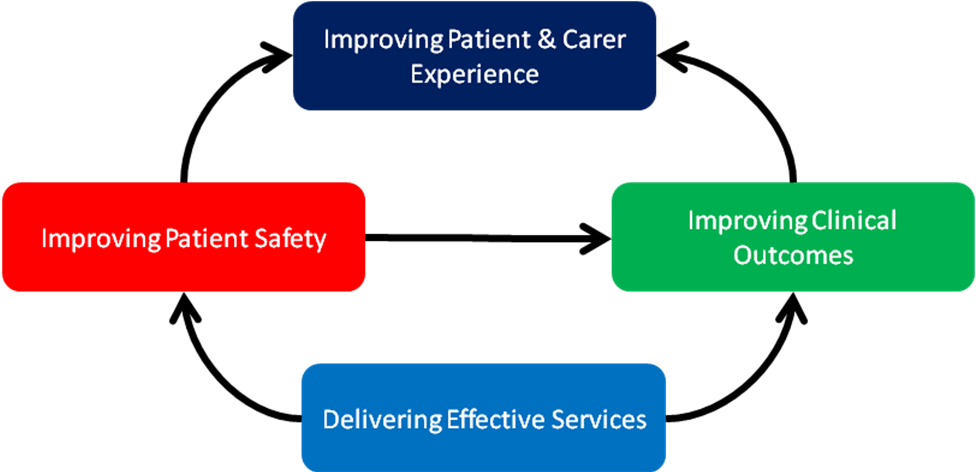 Improving Patient & Carer
Experience
Improving Patient Safety
Improving Clinical
Outcomes
Delivering Effective Services